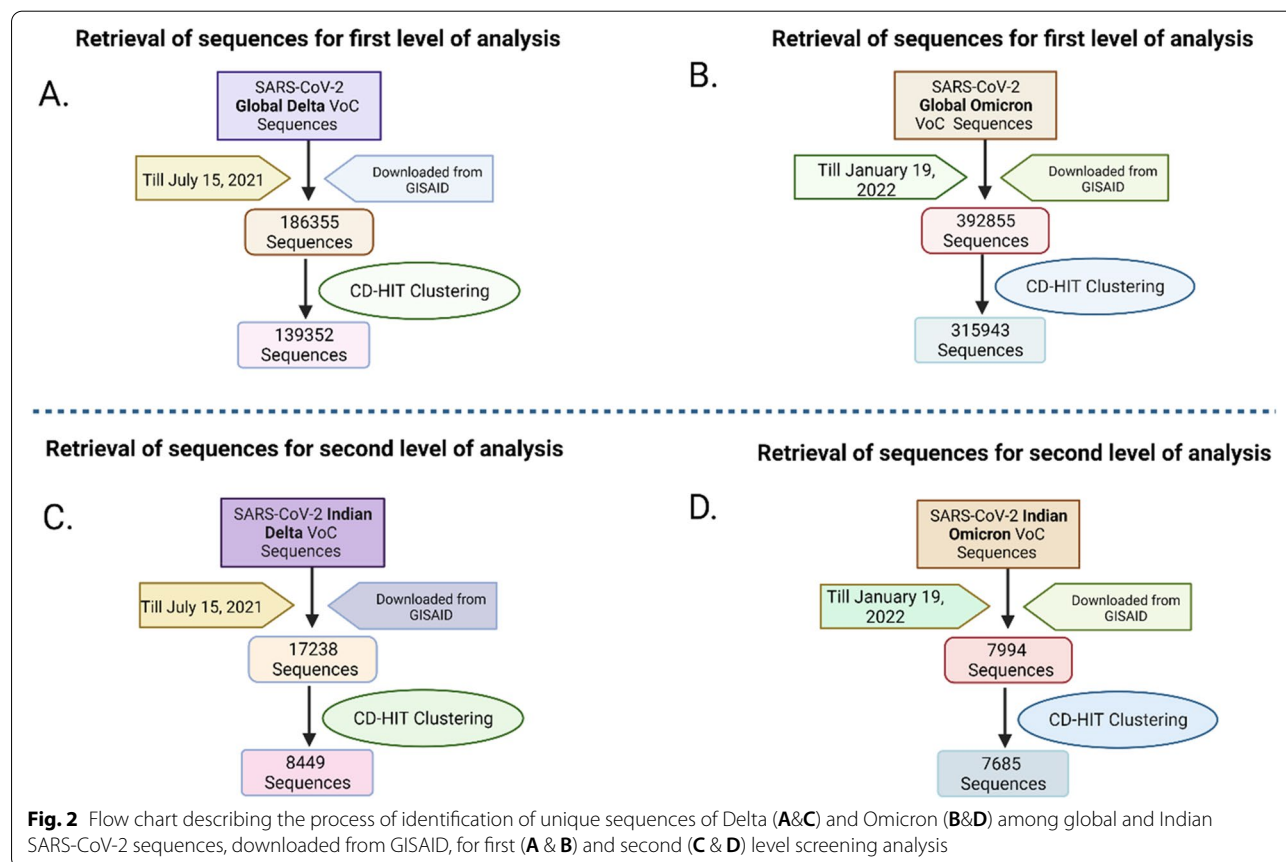 Retrieval of sequences for first level of analysis
A.
SARS-CoV-2
Global Delta VoC
Sequences
Till July 15, 2021
Downloaded from
GISAID
186355
Sequences
CD-HIT Clustering
139352
Sequences
Retrieval of sequences for first level of analysis
B.
SARS-CoV-2
Global Omicron
VoC Sequences
Till January 19,
2022
Downloaded from
GISAID
392855
Sequences
CD-HIT Clustering
315943
Sequences
Retrieval of sequences for second level of analysis
C.
SARS-CoV-2 Indian
Delta VoC
Sequences
Till July 15, 2021
Downloaded from
GISAID
17238
Sequences
CD-HIT Clustering
8449
Sequences
Retrieval of sequences for second level of analysis
D.
SARS-CoV-2 Indian
Omicron VoC
Sequences
Till January 19,
2022
Downloaded from
GISAID
7994
Sequences
CD-HIT Clustering
7685
Sequences
Fig. 2 Flow chart describing the process of identification of unique sequences of Delta (A&C) and Omicron (B&D) among global and Indian
SARS-CoV-2 sequences, downloaded from GISAID, for first (A & B) and second (C & D) level screening analysis